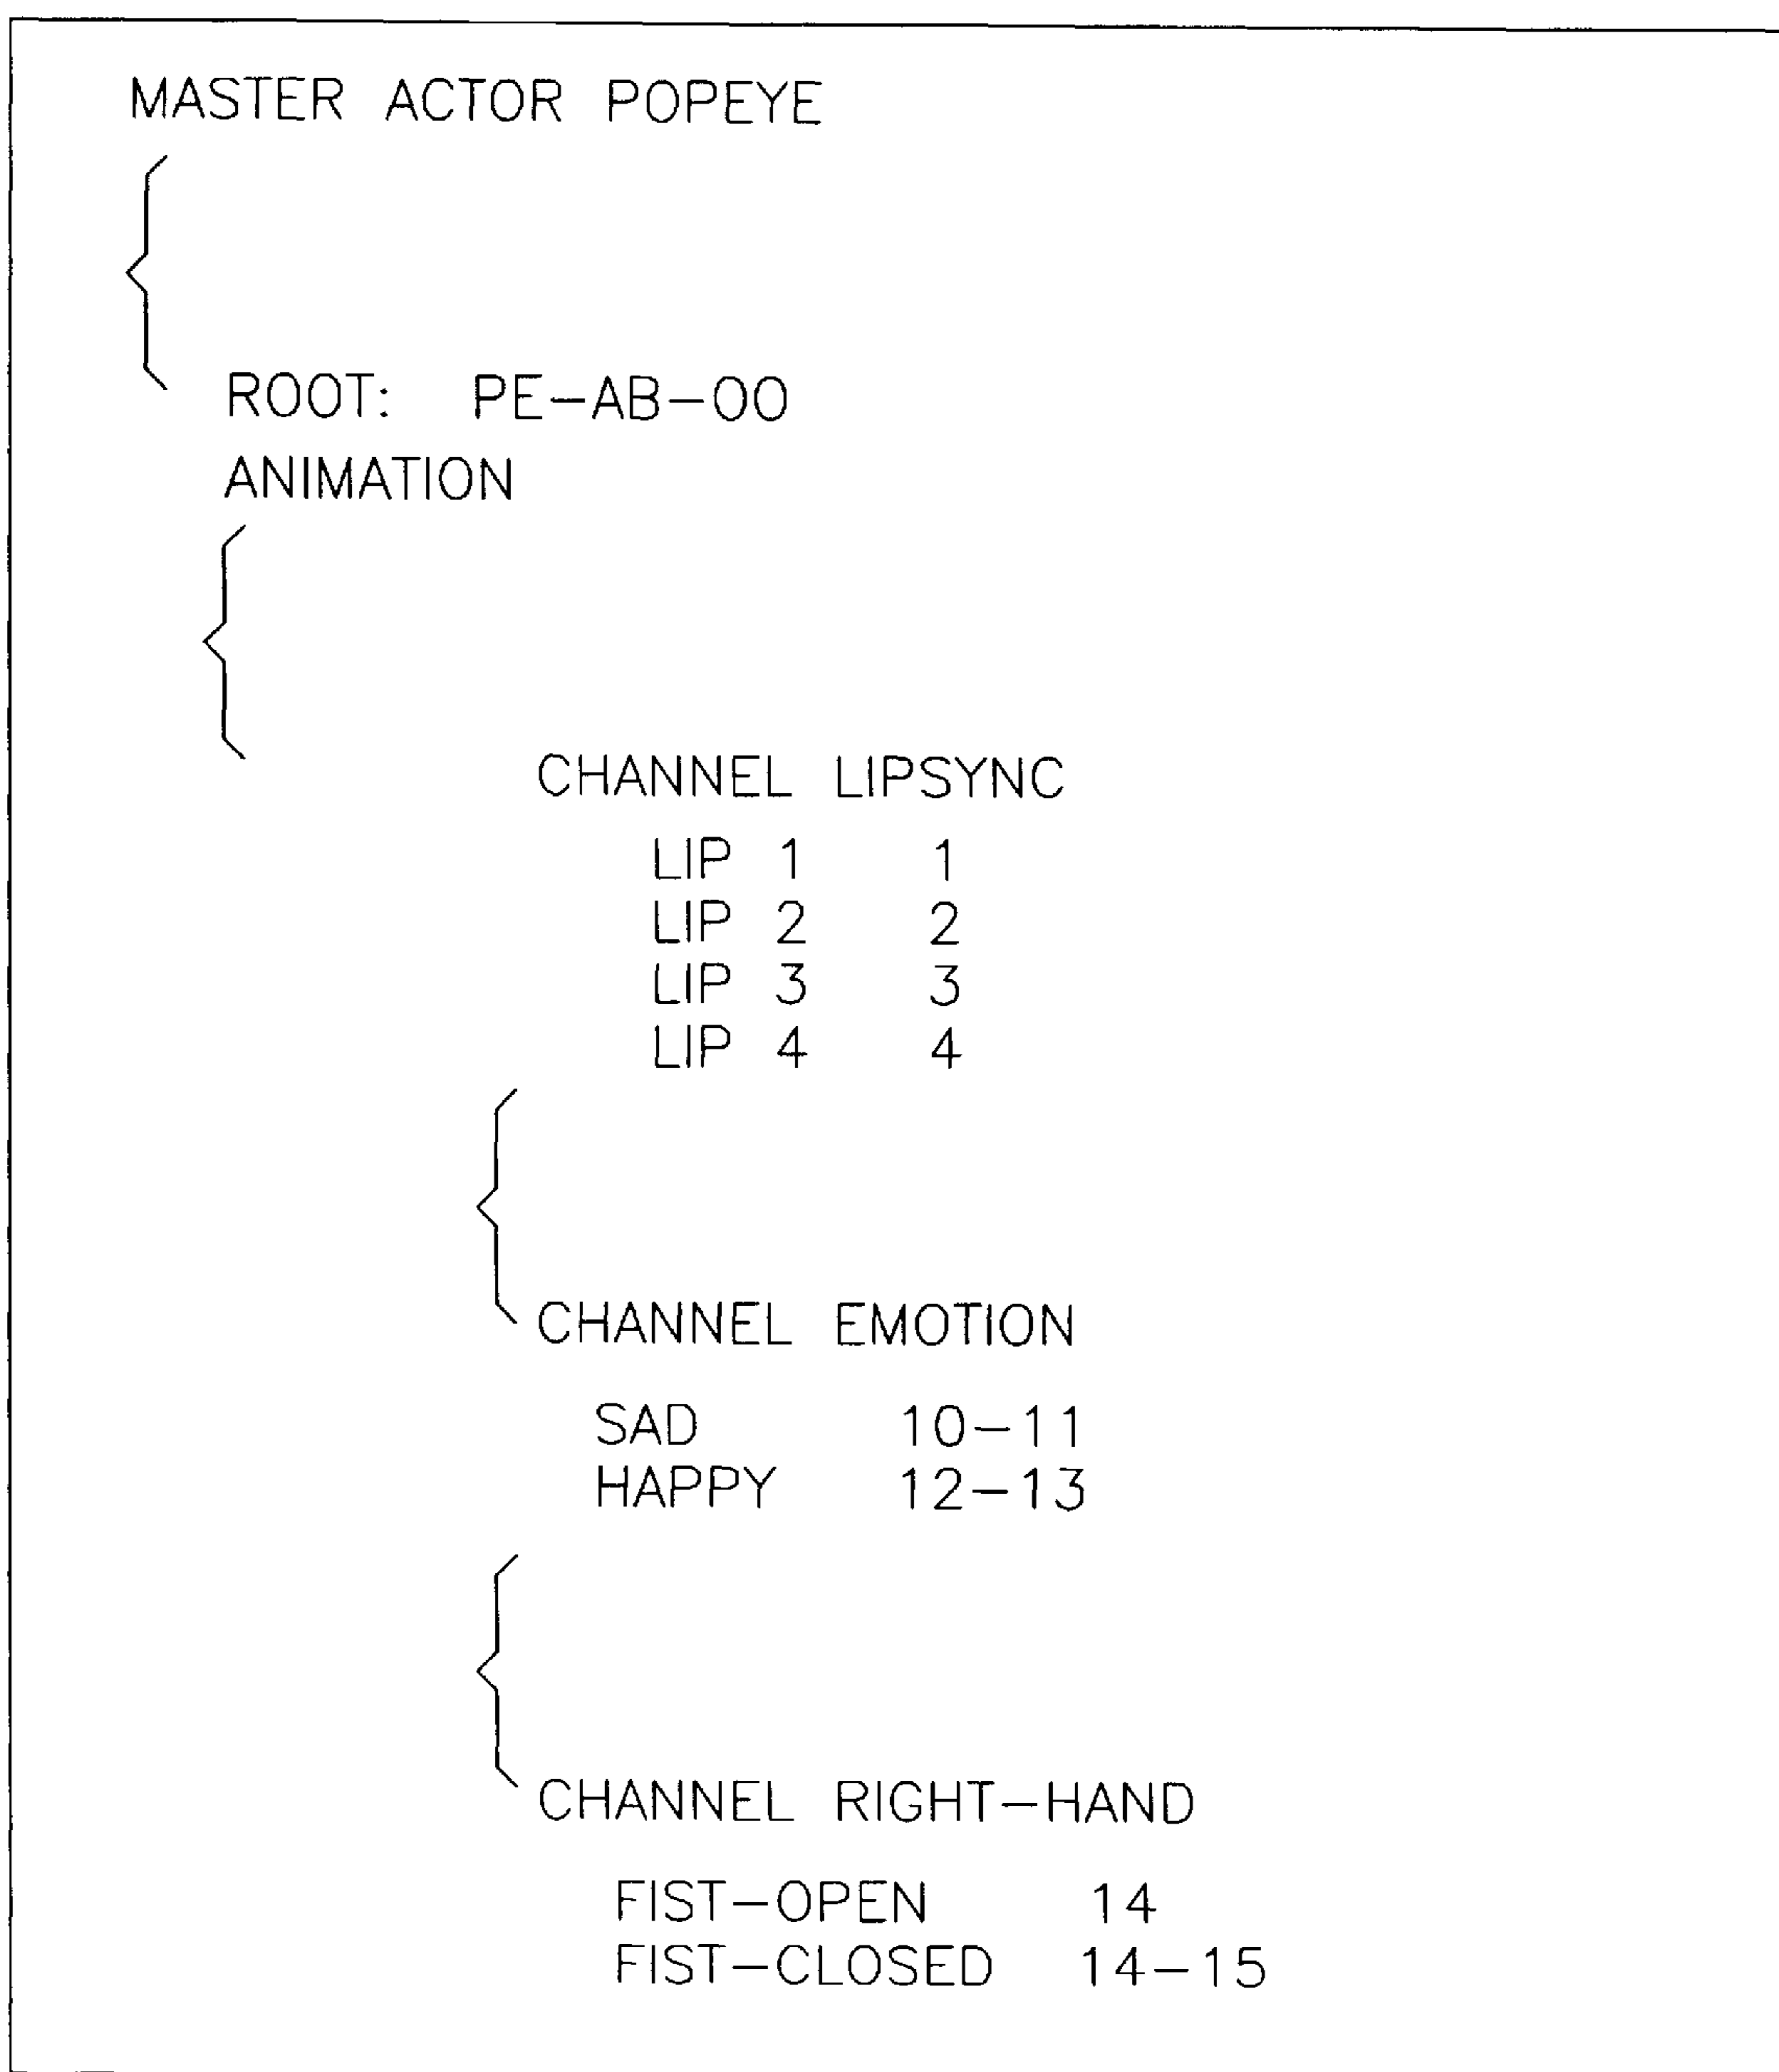 MASTER ACTOR POPEYE
ROOT: PE-AB-00
ANIMATION
CHANNEL LIPSYNC
LIP 1 1
LIP 2 2
LIP 3 3
LIP 4 4
CHANNEL EMOTION
SAD 10-11
HAPPY 12-13
CHANNEL RIGHT-HAND
FIST-OPEN 14
FIST-CLOSED 14-15